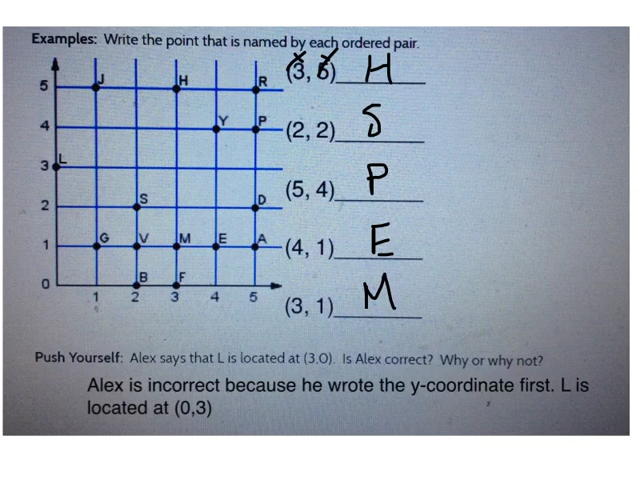 Examples: Write the point that is named by each ordered pair.
J H R
5
(3, 5) H
4 Y P
(2, 2) S
3 L
(5, 4) P
2 S D
1 G V M E A
(4, 1) E
0 B F
1 2 3 4 5
(3, 1) M
Push Yourself: Alex says that L is located at (3,0). Is Alex correct? Why or why not?
Alex is incorrect because he wrote the y-coordinate first. L is
located at (0,3)